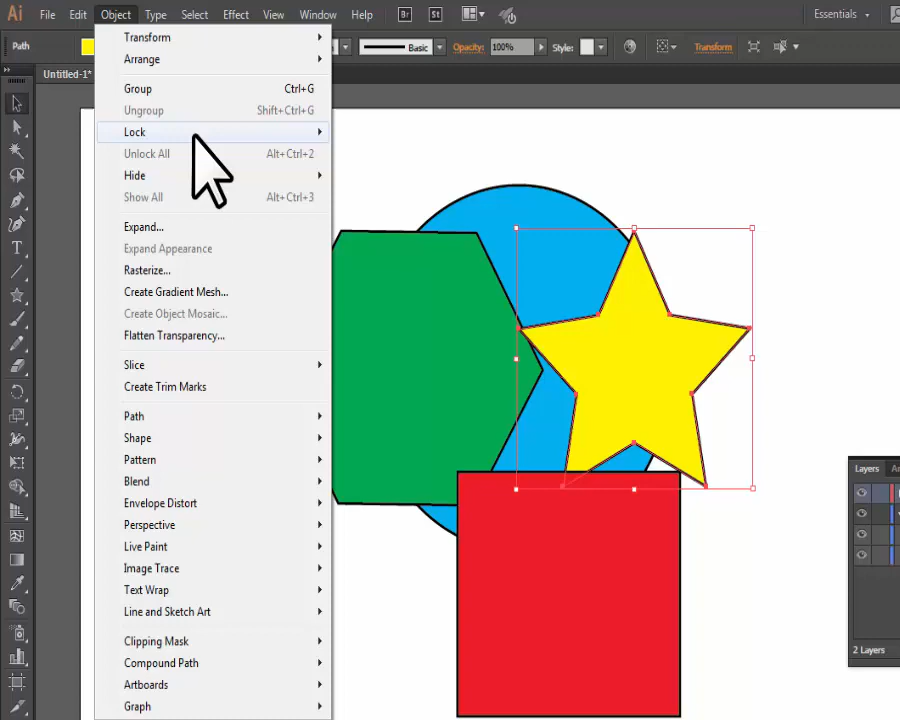 Ai File Edit Object Type Select Effect View Window Help Br St Essentials
Path Basic Opacity: 100% Style: Transform
Untitled-1*
Transform
Arrange
Group Ctrl+G
Ungroup Shift+Ctrl+G
Lock
Unlock All Alt+Ctrl+2
Hide
Show All Alt+Ctrl+3
Expand...
Expand Appearance
Rasterize...
Create Gradient Mesh...
Create Object Mosaic...
Flatten Transparency...
Slice
Create Trim Marks
Path
Shape
Pattern
Blend
Envelope Distort
Perspective
Live Paint
Image Trace
Text Wrap
Line and Sketch Art
Clipping Mask
Compound Path
Artboards
Graph
Layers
2 Layers